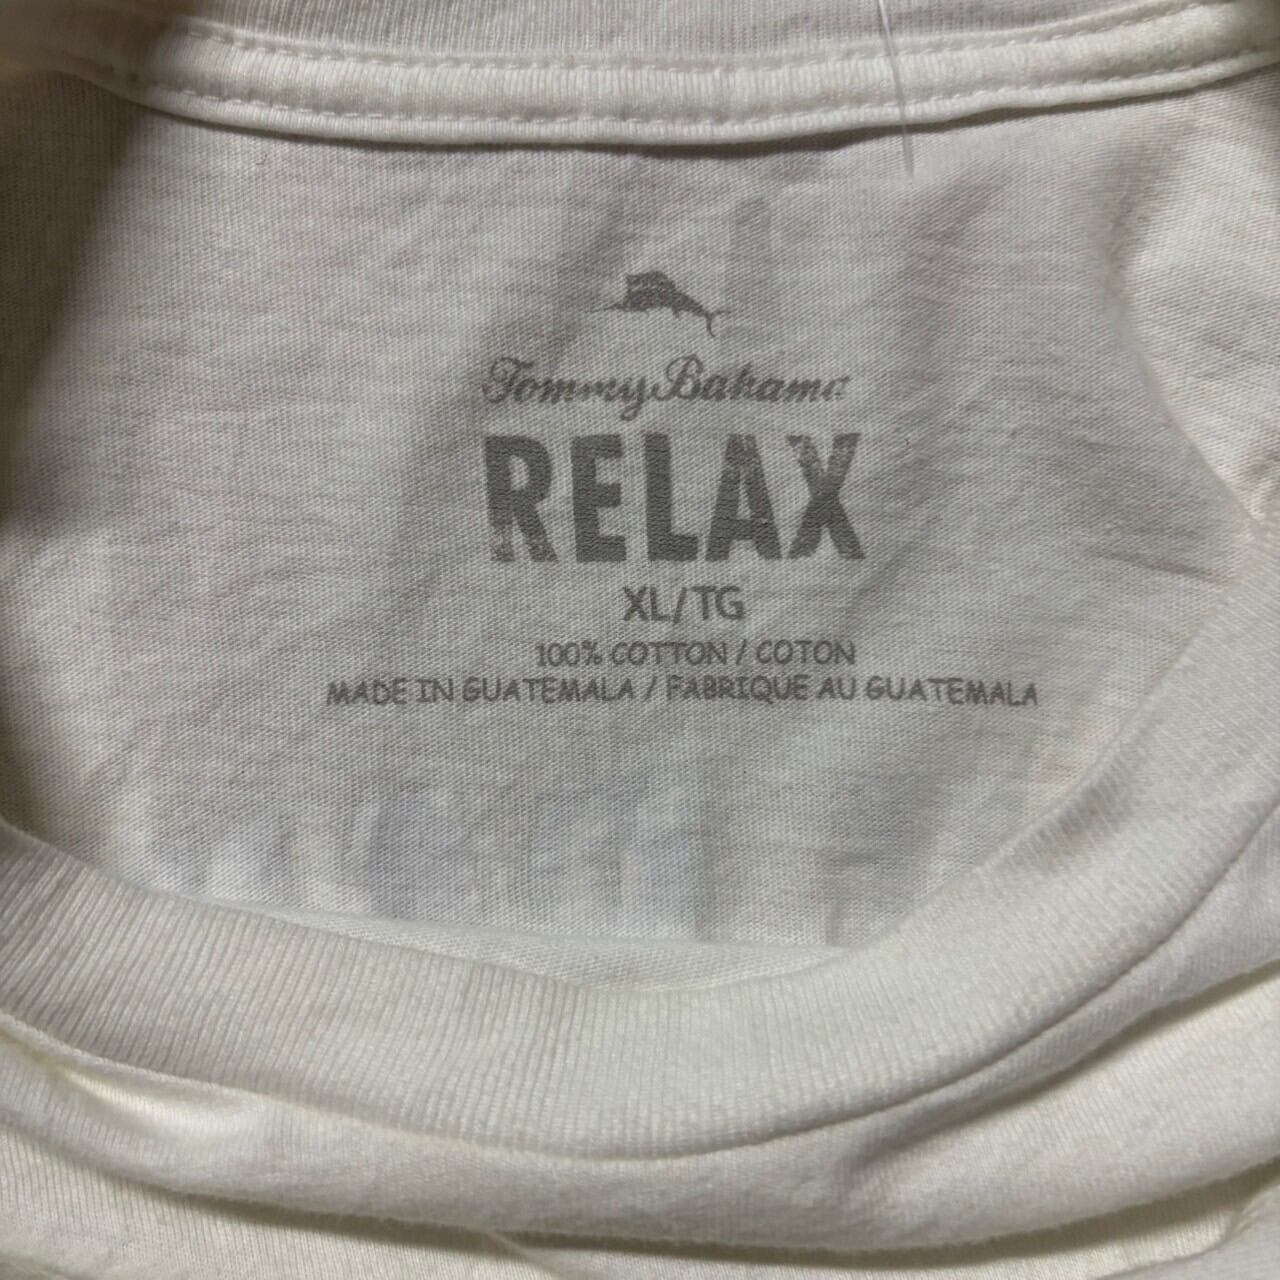 Tommy Bahama
RELAX
XL/TG
100% COTTON / COTON
MADE IN GUATEMALA / FABRIQUE AU GUATEMALA